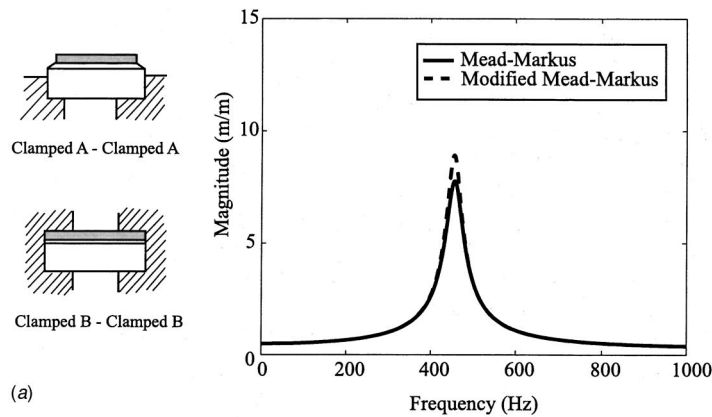 Clamped A - Clamped A
Clamped B - Clamped B
(a)
15
10
5
0
Magnitude (m/m)
Mead-Markus
Modified Mead-Markus
0 200 400 600 800 1000
Frequency (Hz)